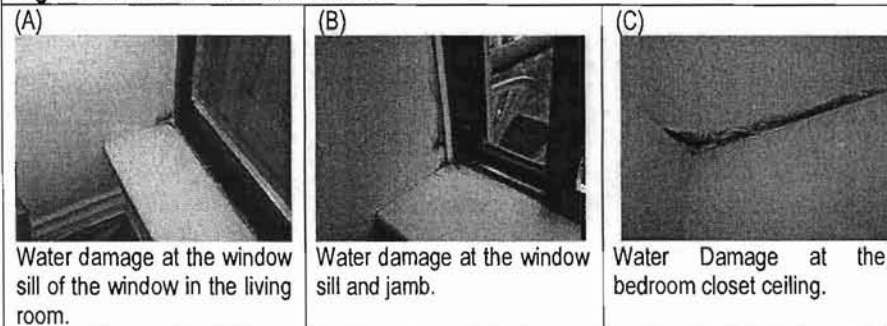 (A)
Water damage at the window
sill of the window in the living
room.
(B)
Water damage at the window
sill and jamb.
(C)
Water Damage at the
bedroom closet ceiling.